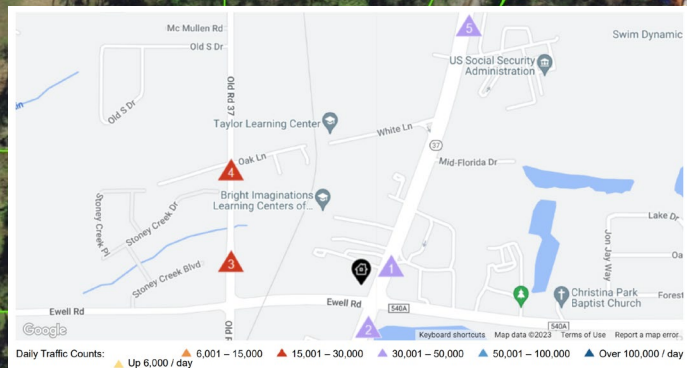 Mc Mullen Rd
Old S Dr
5
Swim Dynamic
US Social Security
Administration
Old Rd 37
Old S Dr
Taylor Learning Center
White Ln
37
Oak Ln
Mid-Florida Dr
4
Bright Imaginations
Learning Centers of...
Stoney Creek Pl
Stoney Creek Dr
Lake Dr
Jon Jay Way
Oa
3
1
Stoney Creek Blvd
Christina Park
Baptist Church
Forest
Ewell Rd
Ewell Rd
540A
540A
2
Old R
Google
Keyboard shortcuts
Map data ©2023
Terms of Use
Report a map error
Daily Traffic Counts:
Up 6,000 / day
6,001 – 15,000
15,001 – 30,000
30,001 – 50,000
50,001 – 100,000
Over 100,000 / day